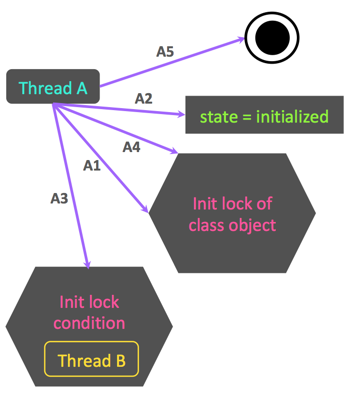 A5
Thread A
A2
state = initialized
A4
A1
A3
Init lock of
class object
Init lock
condition
Thread B